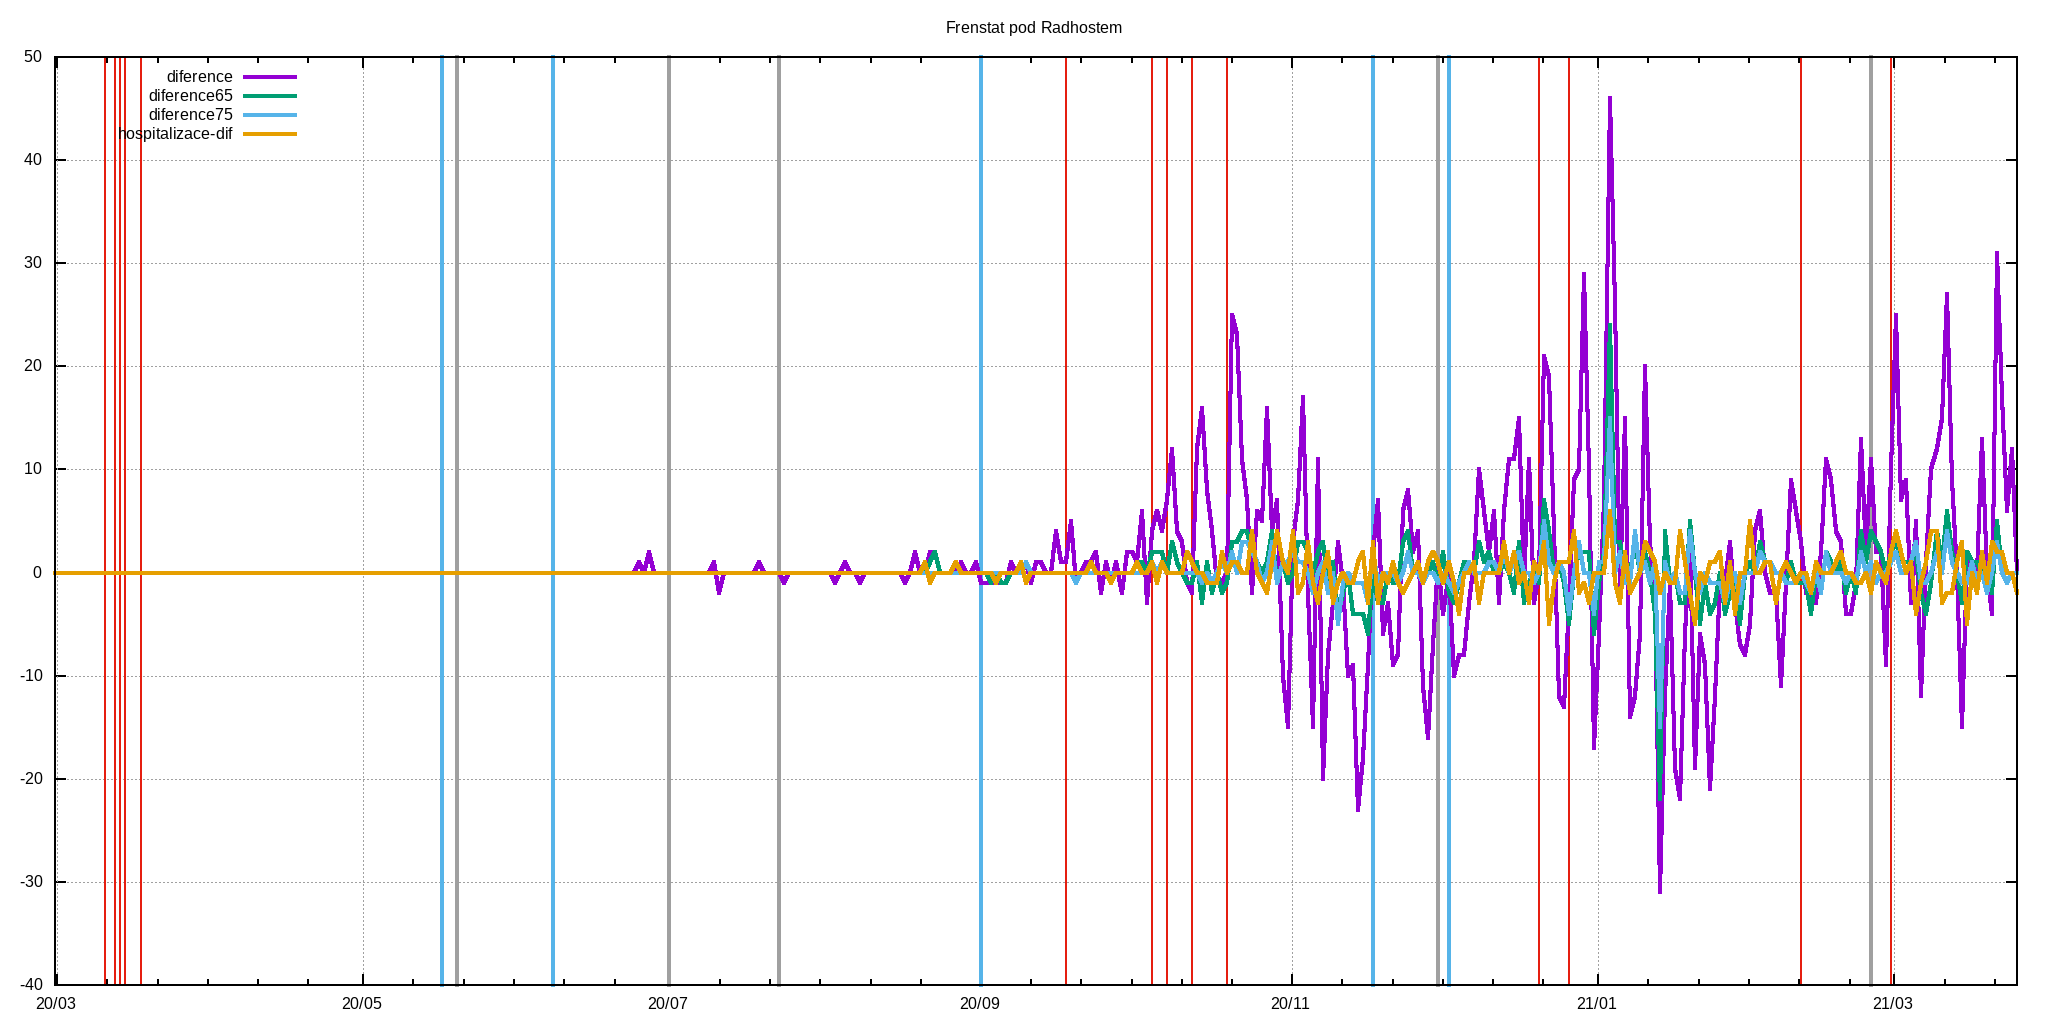 Frenstat pod Radhostem
diference
diference65
diference75
hospitalizace-dif
50
40
30
20
10
0
-10
-20
-30
-40
20/03 20/05 20/07 20/09 20/11 21/01 21/03